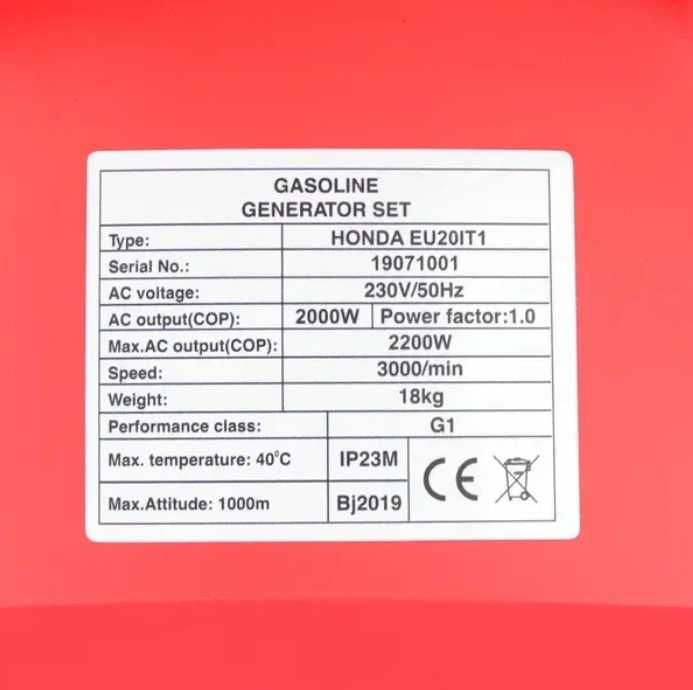 GASOLINE
GENERATOR SET
Type: HONDA EU20IT1
Serial No.: 19071001
AC voltage: 230V/50Hz
AC output(COP): 2000W Power factor:1.0
Max.AC output(COP): 2200W
Speed: 3000/min
Weight: 18kg
Performance class: G1
Max. temperature: 40°C IP23M
Max.Attitude: 1000m Bj2019
CE